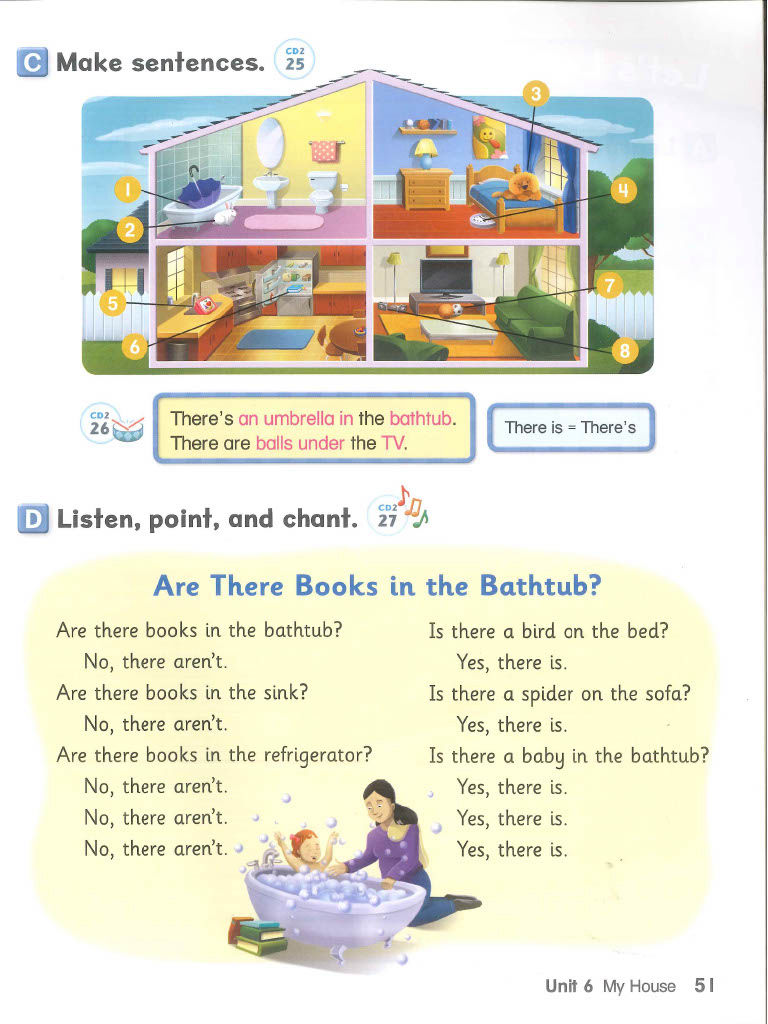 C Make sentences. CD2 25
3
1
4
2
5
7
6
8
CD2 26
There's an umbrella in the bathtub.
There are balls under the TV.
There is = There's
D Listen, point, and chant. CD2 27
Are There Books in the Bathtub?
Are there books in the bathtub?
No, there aren't.
Are there books in the sink?
No, there aren't.
Are there books in the refrigerator?
No, there aren't.
No, there aren't.
No, there aren't.
Is there a bird on the bed?
Yes, there is.
Is there a spider on the sofa?
Yes, there is.
Is there a baby in the bathtub?
Yes, there is.
Yes, there is.
Yes, there is.
Unit 6 My House 51